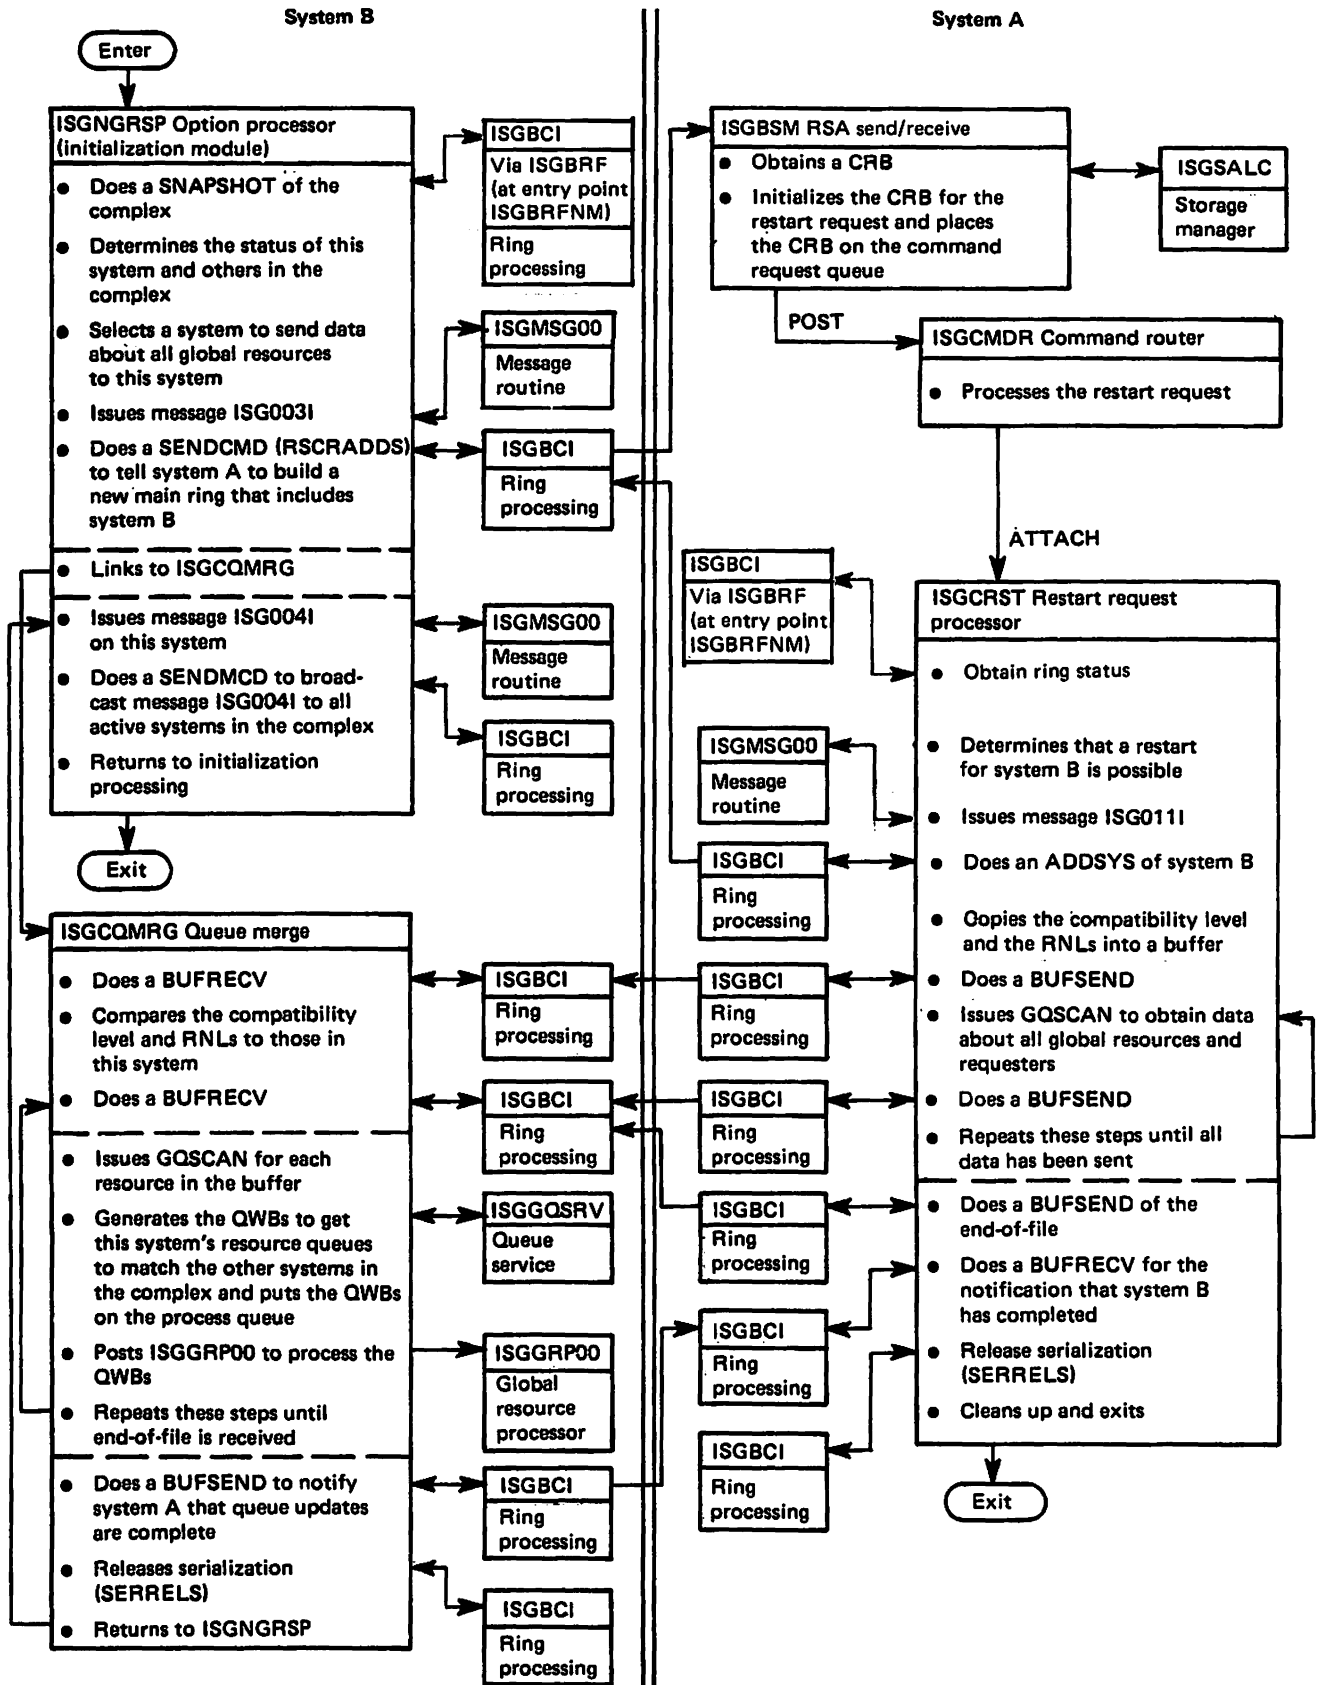 System B
Enter
ISGNGRSP Option processor
(initialization module)
• Does a SNAPSHOT of the
complex
• Determines the status of this
system and others in the
complex
• Selects a system to send data
about all global resources
to this system
• Issues message ISG003I
• Does a SENDCMD (RSCRADDS)
to tell system A to build a
new main ring that includes
system B
• Links to ISGCQMRG
• Issues message ISG004I
on this system
• Does a SENDMCD to broad-
cast message ISG004I to all
active systems in the complex
• Returns to initialization
processing
Exit
ISGBCI
Via ISGBRF
(at entry point
ISGBRFNM)
Ring
processing
ISGMSG00
Message
routine
ISGBCI
Ring
processing
ISGMSG00
Message
routine
ISGBCI
Ring
processing
ISGCQMRG Queue merge
• Does a BUFRECV
• Compares the compatibility
level and RNLs to those in
this system
• Does a BUFRECV
• Issues GQSCAN for each
resource in the buffer
• Generates the QWBs to get
this system's resource queues
to match the other systems in
the complex and puts the QWBs
on the process queue
• Posts ISGGRP00 to process the
QWBs
• Repeats these steps until
end-of-file is received
• Does a BUFSEND to notify
system A that queue updates
are complete
• Releases serialization
(SERRELS)
• Returns to ISGNGRSP
ISGBCI
Ring
processing
ISGBCI
Ring
processing
ISGGQSRV
Queue
service
ISGGRP00
Global
resource
processor
ISGBCI
Ring
processing
ISGBCI
Ring
processing
System A
ISGBSM RSA send/receive
• Obtains a CRB
• Initializes the CRB for the
restart request and places
the CRB on the command
request queue
ISGSALC
Storage
manager
POST
ISGCMDR Command router
• Processes the restart request
ATTACH
ISGBCI
Via ISGBRF
(at entry point
ISGBRFNM)
ISGMSG00
Message
routine
ISGBCI
Ring
processing
ISGBCI
Ring
processing
ISGBCI
Ring
processing
ISGBCI
Ring
processing
ISGBCI
Ring
processing
ISGBCI
Ring
processing
ISGCRST Restart request
processor
• Obtain ring status
• Determines that a restart
for system B is possible
• Issues message ISG011I
• Does an ADDSYS of system B
• Copies the compatibility level
and the RNLs into a buffer
• Does a BUFSEND
• Issues GQSCAN to obtain data
about all global resources and
requesters
• Does a BUFSEND
• Repeats these steps until all
data has been sent
• Does a BUFSEND of the
end-of-file
• Does a BUFRECV for the
notification that system B
has completed
• Release serialization
(SERRELS)
• Cleans up and exits
Exit